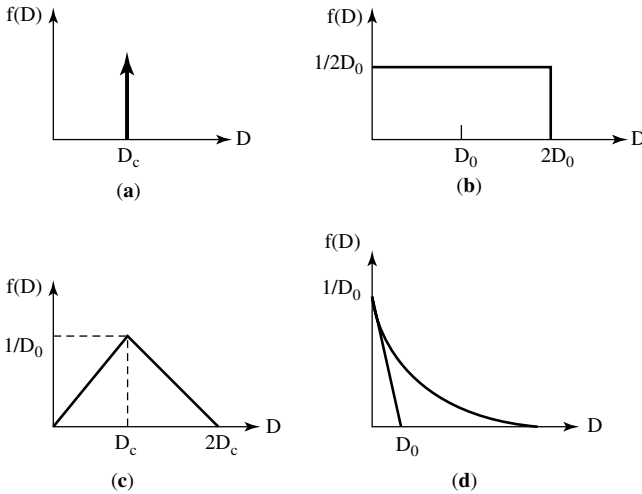 f(D)
D
D_c
(a)
f(D)
1/2D_0
D_0
2D_0
D
(b)
f(D)
1/D_0
D_c
2D_c
D
(c)
f(D)
1/D_0
D_0
D
(d)